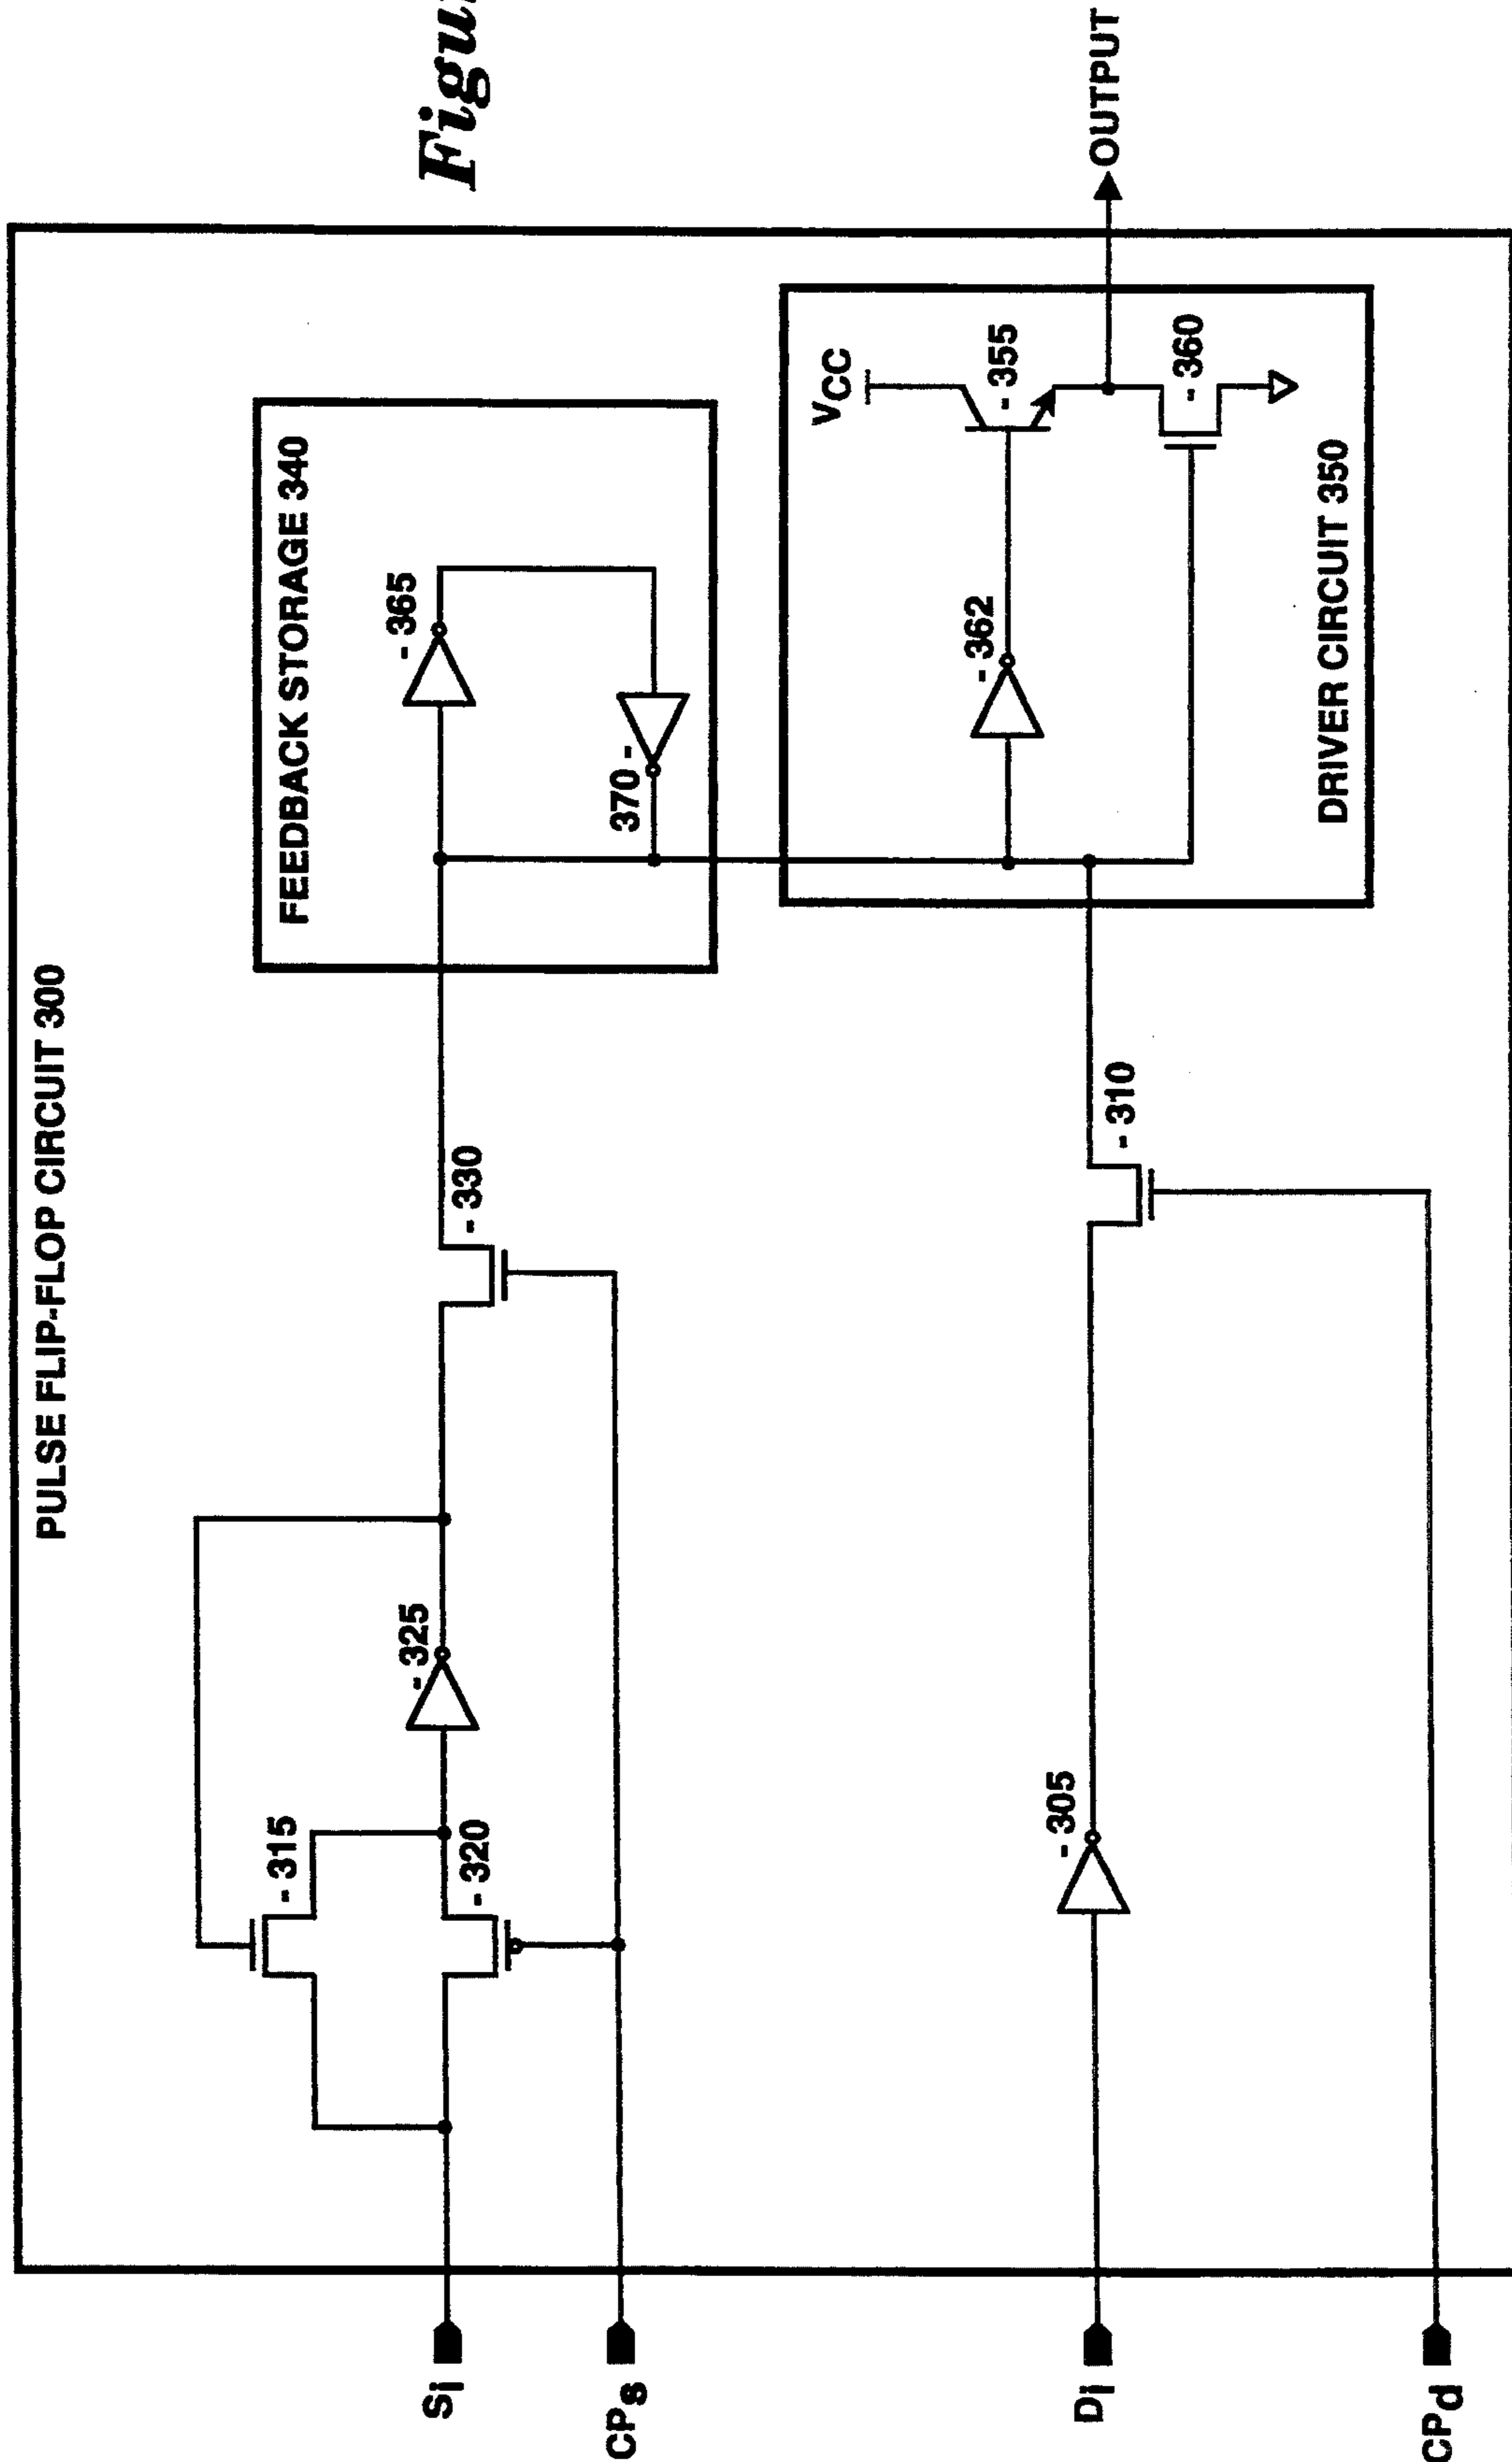 PULSE FLIP-FLOP CIRCUIT 300
Figur
FEEDBACK STORAGE 340
- 315
- 325
- 330
- 365
- 320
370 -
Si
CPs
VCC
- 362
- 355
- 305
- 310
- 360
Di
OUTPUT
DRIVER CIRCUIT 350
CPd